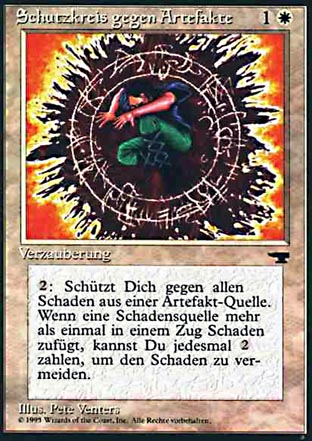 Schutzkreis gegen Artefakte 1
Verzauberung
2: Schützt Dich gegen allen
Schaden aus einer Artefakt-Quelle.
Wenn eine Schadensquelle mehr
als einmal in einem Zug Schaden
zufügt, kannst Du jedesmal 2
zahlen, um den Schaden zu ver-
meiden.
Illus. Pete Venters
© 1995 Wizards of the Coast, Inc. Alle Rechte vorbehalten.